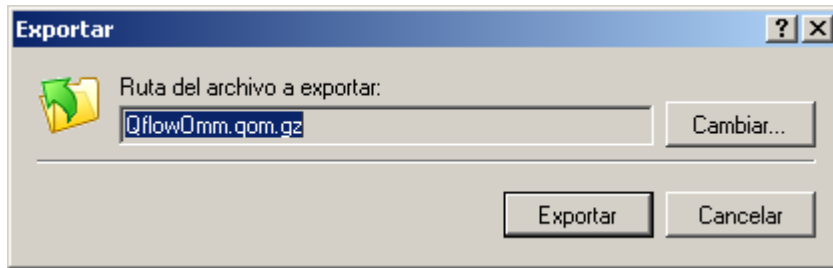 Exportar
Ruta del archivo a exportar:
QflowOmm.qom.gz
Cambiar...
Exportar
Cancelar